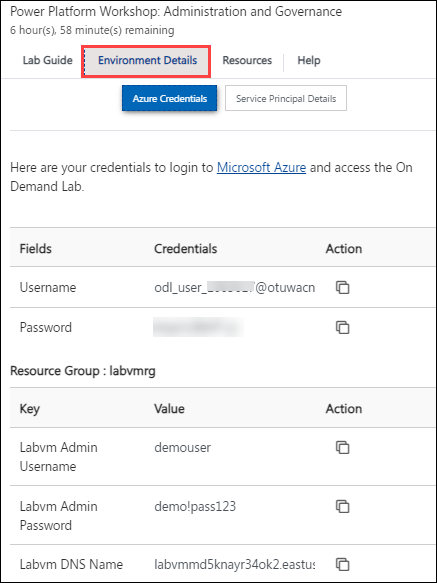 Power Platform Workshop: Administration and Governance
6 hour(s), 58 minute(s) remaining
Lab Guide Environment Details Resources Help
Azure Credentials Service Principal Details
Here are your credentials to login to Microsoft Azure and access the On
Demand Lab.
Fields Credentials Action
Username odl_user_ @otuwacn
Password
Resource Group : labvmrg
Key Value Action
Labvm Admin
Username demouser
Labvm Admin
Password demo!pass123
Labvm DNS Name labvmmd5knayr34ok2.eastus